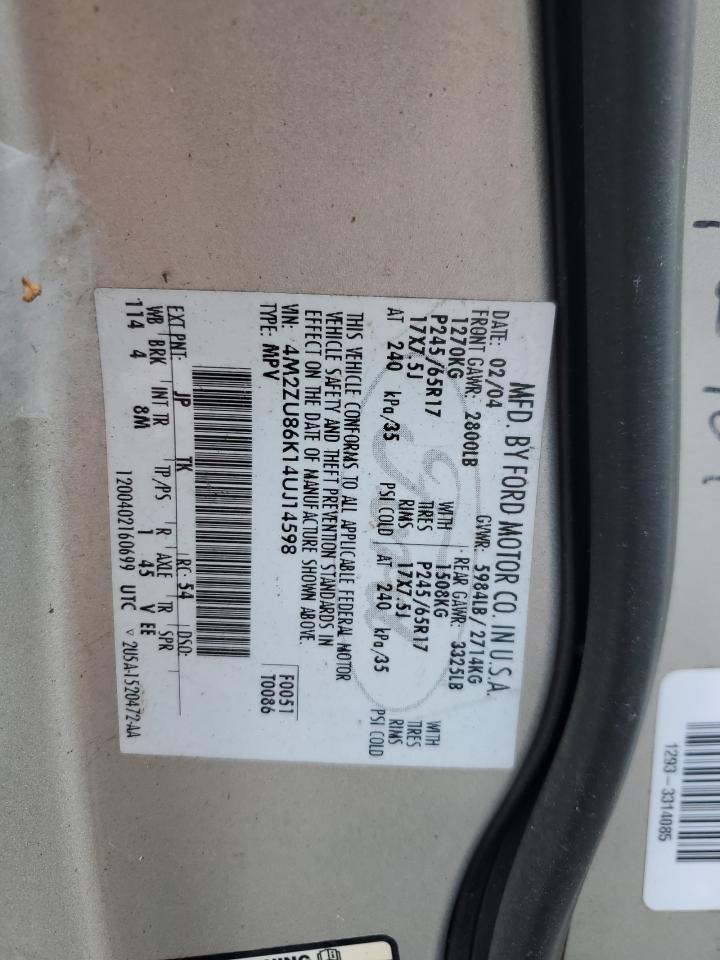 MFD. BY FORD MOTOR CO. IN U.S.A.
DATE: 02/04 GVWR: 5984LB / 2714KG
FRONT GAWR: 2800LB REAR GAWR: 3325LB
1270KG WITH 1508KG WITH
P245/65R17 TIRES P245/65R17 TIRES
17X7.5J RIMS 17X7.5J RIMS
AT 240 kPa/35 PSI COLD AT 240 kPa/35 PSI COLD
THIS VEHICLE CONFORMS TO ALL APPLICABLE FEDERAL MOTOR
VEHICLE SAFETY AND THEFT PREVENTION STANDARDS IN
EFFECT ON THE DATE OF MANUFACTURE SHOWN ABOVE.
VIN: 4M2ZU86K14UJ14598 F0051
TYPE: MPV T0086
EXT PNT: JP TK RC: 54 DSO:
WB BRK INT TR TP/PS R AXLE TR SPR
114 4 8M 1 45 V EE
1200402160699 UTC ▽ 2U5A-1520472-AA
1293-3314085